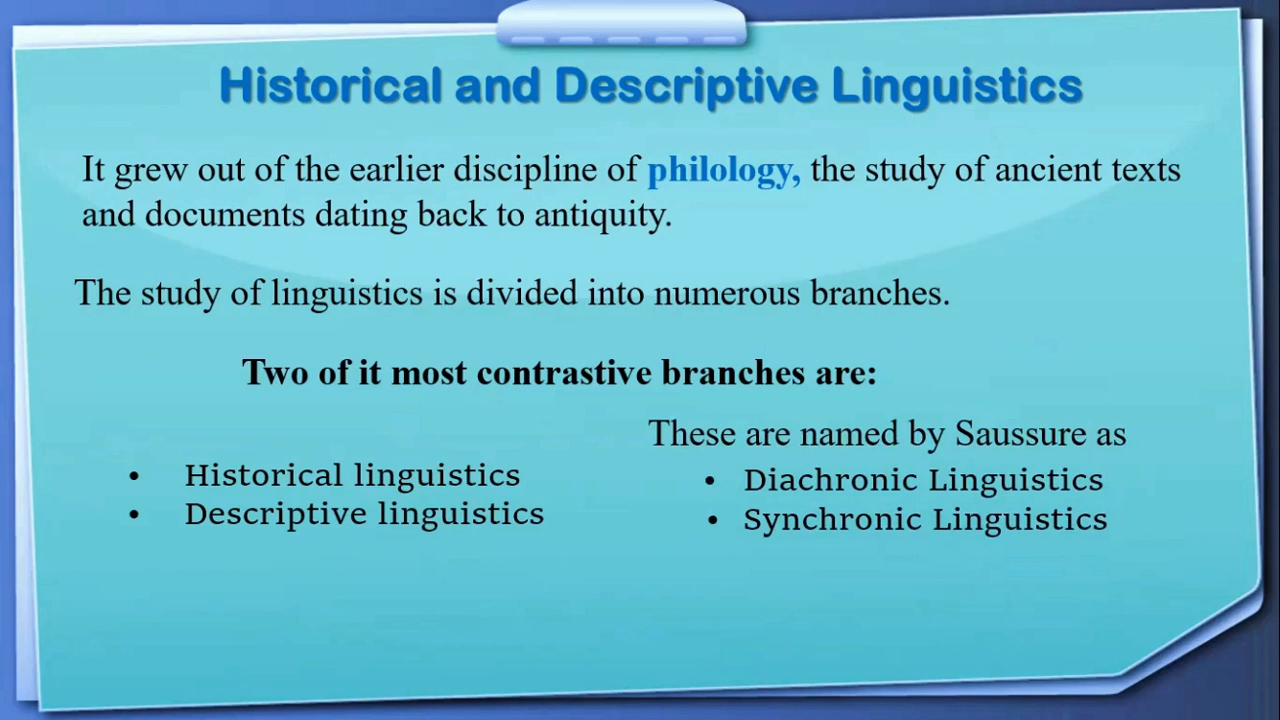 Historical and Descriptive Linguistics
It grew out of the earlier discipline of philology, the study of ancient texts
and documents dating back to antiquity.
The study of linguistics is divided into numerous branches.
Two of it most contrastive branches are:
These are named by Saussure as
• Historical linguistics
• Descriptive linguistics
• Diachronic Linguistics
• Synchronic Linguistics